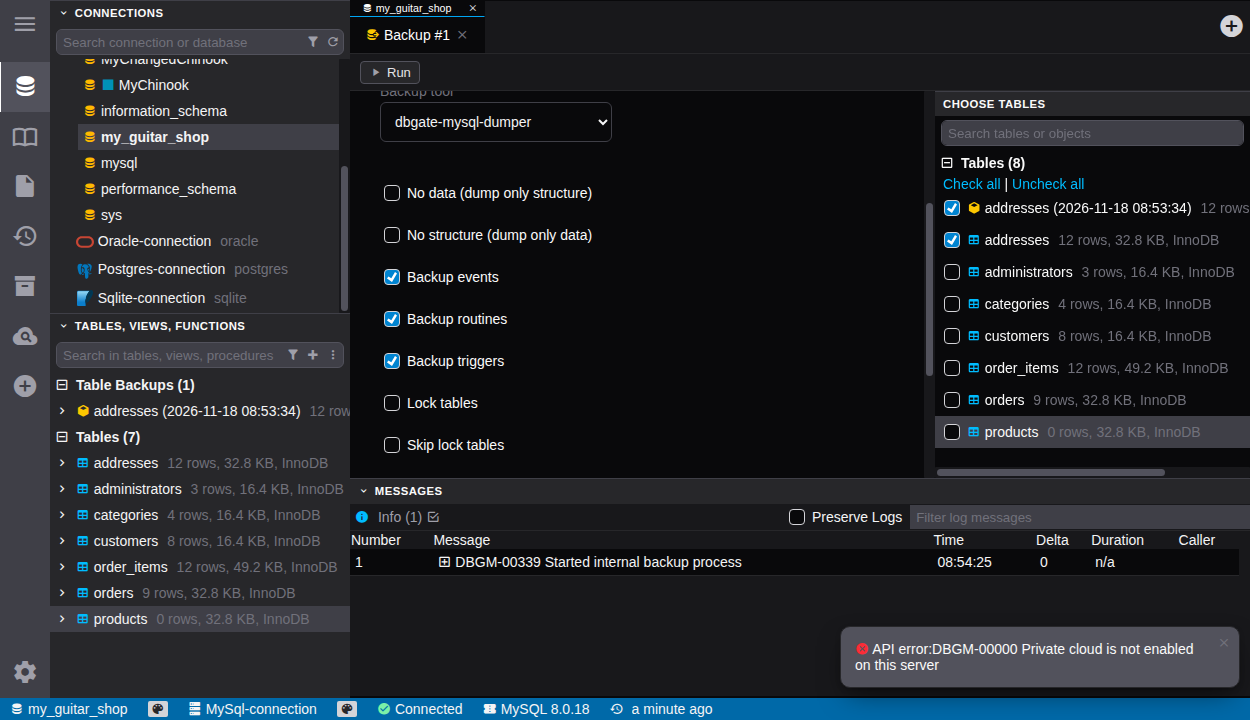 CONNECTIONS
Search connection or database
MyChangedChinook
MyChinook
information_schema
my_guitar_shop
mysql
performance_schema
sys
Oracle-connection oracle
Postgres-connection postgres
Sqlite-connection sqlite
TABLES, VIEWS, FUNCTIONS
Search in tables, views, procedures
Table Backups (1)
addresses (2026-11-18 08:53:34) 12 row
Tables (7)
addresses 12 rows, 32.8 KB, InnoDB
administrators 3 rows, 16.4 KB, InnoDB
categories 4 rows, 16.4 KB, InnoDB
customers 8 rows, 16.4 KB, InnoDB
order_items 12 rows, 49.2 KB, InnoDB
orders 9 rows, 32.8 KB, InnoDB
products 0 rows, 32.8 KB, InnoDB
my_guitar_shop
Backup #1
Run
Backup tool
dbgate-mysql-dumper
No data (dump only structure)
No structure (dump only data)
Backup events
Backup routines
Backup triggers
Lock tables
Skip lock tables
CHOOSE TABLES
Search tables or objects
Tables (8)
Check all | Uncheck all
addresses (2026-11-18 08:53:34) 12 rows
addresses 12 rows, 32.8 KB, InnoDB
administrators 3 rows, 16.4 KB, InnoDB
categories 4 rows, 16.4 KB, InnoDB
customers 8 rows, 16.4 KB, InnoDB
order_items 12 rows, 49.2 KB, InnoDB
orders 9 rows, 32.8 KB, InnoDB
products 0 rows, 32.8 KB, InnoDB
MESSAGES
Info (1)
Preserve Logs
Filter log messages
Number Message Time Delta Duration Caller
1 DBGM-00339 Started internal backup process 08:54:25 0 n/a
API error:DBGM-00000 Private cloud is not enabled
on this server
my_guitar_shop MySql-connection Connected MySQL 8.0.18 a minute ago